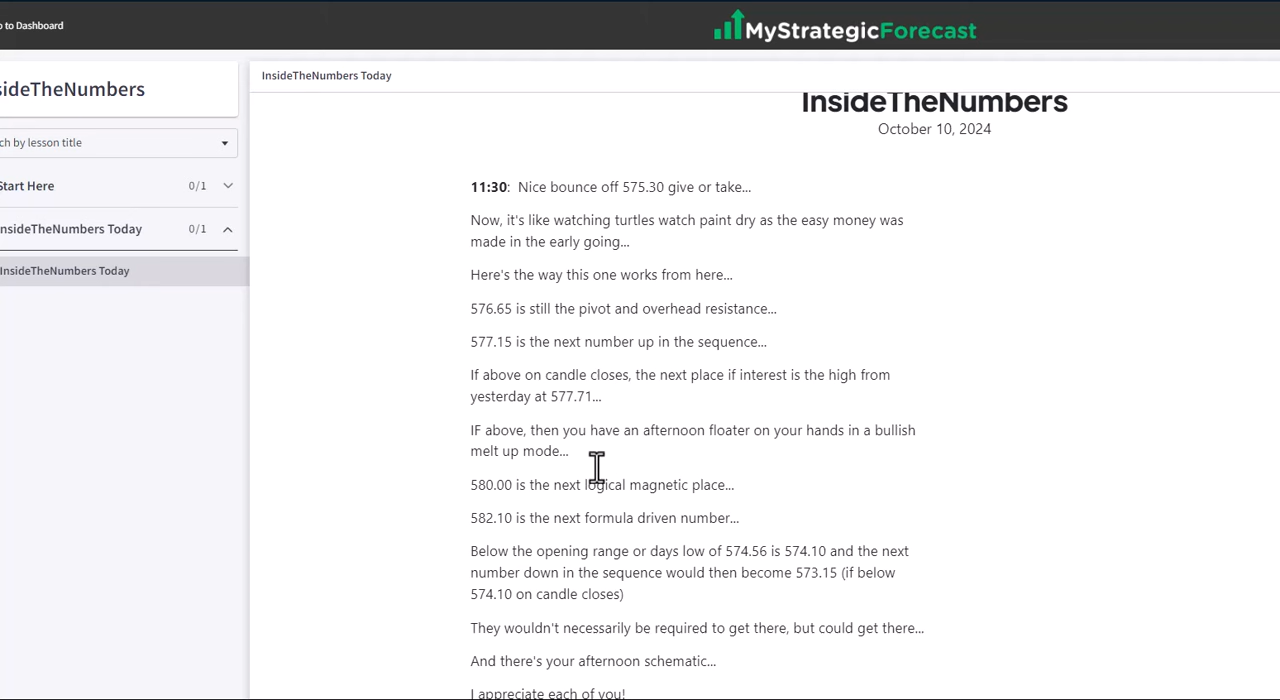 o to Dashboard
MyStrategicForecast
sideTheNumbers
InsideTheNumbers Today
InsideTheNumbers
October 10, 2024
ch by lesson title
Start Here 0/1
nsideTheNumbers Today 0/1
InsideTheNumbers Today
11:30: Nice bounce off 575.30 give or take...
Now, it's like watching turtles watch paint dry as the easy money was
made in the early going...
Here's the way this one works from here...
576.65 is still the pivot and overhead resistance...
577.15 is the next number up in the sequence...
If above on candle closes, the next place if interest is the high from
yesterday at 577.71...
IF above, then you have an afternoon floater on your hands in a bullish
melt up mode...
580.00 is the next logical magnetic place...
582.10 is the next formula driven number...
Below the opening range or days low of 574.56 is 574.10 and the next
number down in the sequence would then become 573.15 (if below
574.10 on candle closes)
They wouldn't necessarily be required to get there, but could get there...
And there's your afternoon schematic...
I appreciate each of you!